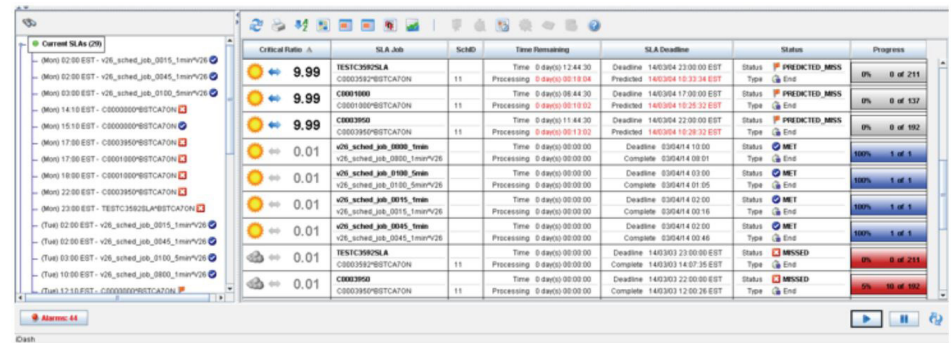 Current SLAs (29)
(Mon) 02:00 EST - v26_sched_job_0015_1min^V26
(Mon) 02:00 EST - v26_sched_job_0045_1min^V26
(Mon) 03:00 EST - v26_sched_job_0100_5min^V26
(Mon) 14:10 EST - C0000000^BSTCA7ON
(Mon) 15:10 EST - C0000000^BSTCA7ON
(Mon) 17:00 EST - C0003950^BSTCA7ON
(Mon) 17:00 EST - C0001000^BSTCA7ON
(Mon) 18:00 EST - C0001000^BSTCA7ON
(Mon) 22:00 EST - C0003950^BSTCA7ON
(Mon) 23:00 EST - TESTC3592SLA^BSTCA7ON
(Tue) 02:00 EST - v26_sched_job_0015_1min^V26
(Tue) 02:00 EST - v26_sched_job_0045_1min^V26
(Tue) 03:00 EST - v26_sched_job_0100_5min^V26
(Tue) 10:00 EST - v26_sched_job_0800_1min^V26
(Tue) 12:10 EST - C0000000^BSTCA7ON
Critical Ratio SLA Job SchID Time Remaining SLA Deadline Status Progress
9.99 TESTC3592SLA Time 0 day(s) 12:44:30 Deadline 14/03/04 23:00:00 EST Status PREDICTED_MISS 0% 0 of 211
C0003592^BSTCA7ON 11 Processing 0 day(s) 00:18:04 Predicted 14/03/04 10:33:34 EST Type End
9.99 C0001000 Time 0 day(s) 06:44:30 Deadline 14/03/04 17:00:00 EST Status PREDICTED_MISS 0% 0 of 137
C0001000^BSTCA7ON 11 Processing 0 day(s) 00:10:02 Predicted 14/03/04 10:25:32 EST Type End
9.99 C0003950 Time 0 day(s) 11:44:30 Deadline 14/03/04 22:00:00 EST Status PREDICTED_MISS 0% 0 of 192
C0003950^BSTCA7ON 11 Processing 0 day(s) 00:13:02 Predicted 14/03/04 10:28:32 EST Type End
0.01 v26_sched_job_0800_1min Time 0 day(s) 00:00:00 Deadline 03/04/14 10:00 Status MET 100% 1 of 1
v26_sched_job_0800_1min^V26 Processing 0 day(s) 00:00:00 Complete 03/04/14 08:01 Type End
0.01 v26_sched_job_0100_5min Time 0 day(s) 00:00:00 Deadline 03/04/14 03:00 Status MET 100% 1 of 1
v26_sched_job_0100_5min^V26 Processing 0 day(s) 00:00:00 Complete 03/04/14 01:05 Type End
0.01 v26_sched_job_0015_1min Time 0 day(s) 00:00:00 Deadline 03/04/14 02:00 Status MET 100% 1 of 1
v26_sched_job_0015_1min^V26 Processing 0 day(s) 00:00:00 Complete 03/04/14 00:16 Type End
0.01 v26_sched_job_0045_1min Time 0 day(s) 00:00:00 Deadline 03/04/14 02:00 Status MET 100% 1 of 1
v26_sched_job_0045_1min^V26 Processing 0 day(s) 00:00:00 Complete 03/04/14 00:46 Type End
0.01 TESTC3592SLA Time 0 day(s) 00:00:00 Deadline 14/03/03 23:00:00 EST Status MISSED 0% 0 of 211
C0003592^BSTCA7ON 11 Processing 0 day(s) 00:00:00 Complete 14/03/03 14:07:35 EST Type End
0.01 C0003950 Time 0 day(s) 00:00:00 Deadline 14/03/03 22:00:00 EST Status MISSED 5% 16 of 192
C0003950^BSTCA7ON 11 Processing 0 day(s) 00:00:00 Complete 14/03/03 12:00:26 EST Type End
Alarms: 44
iDash